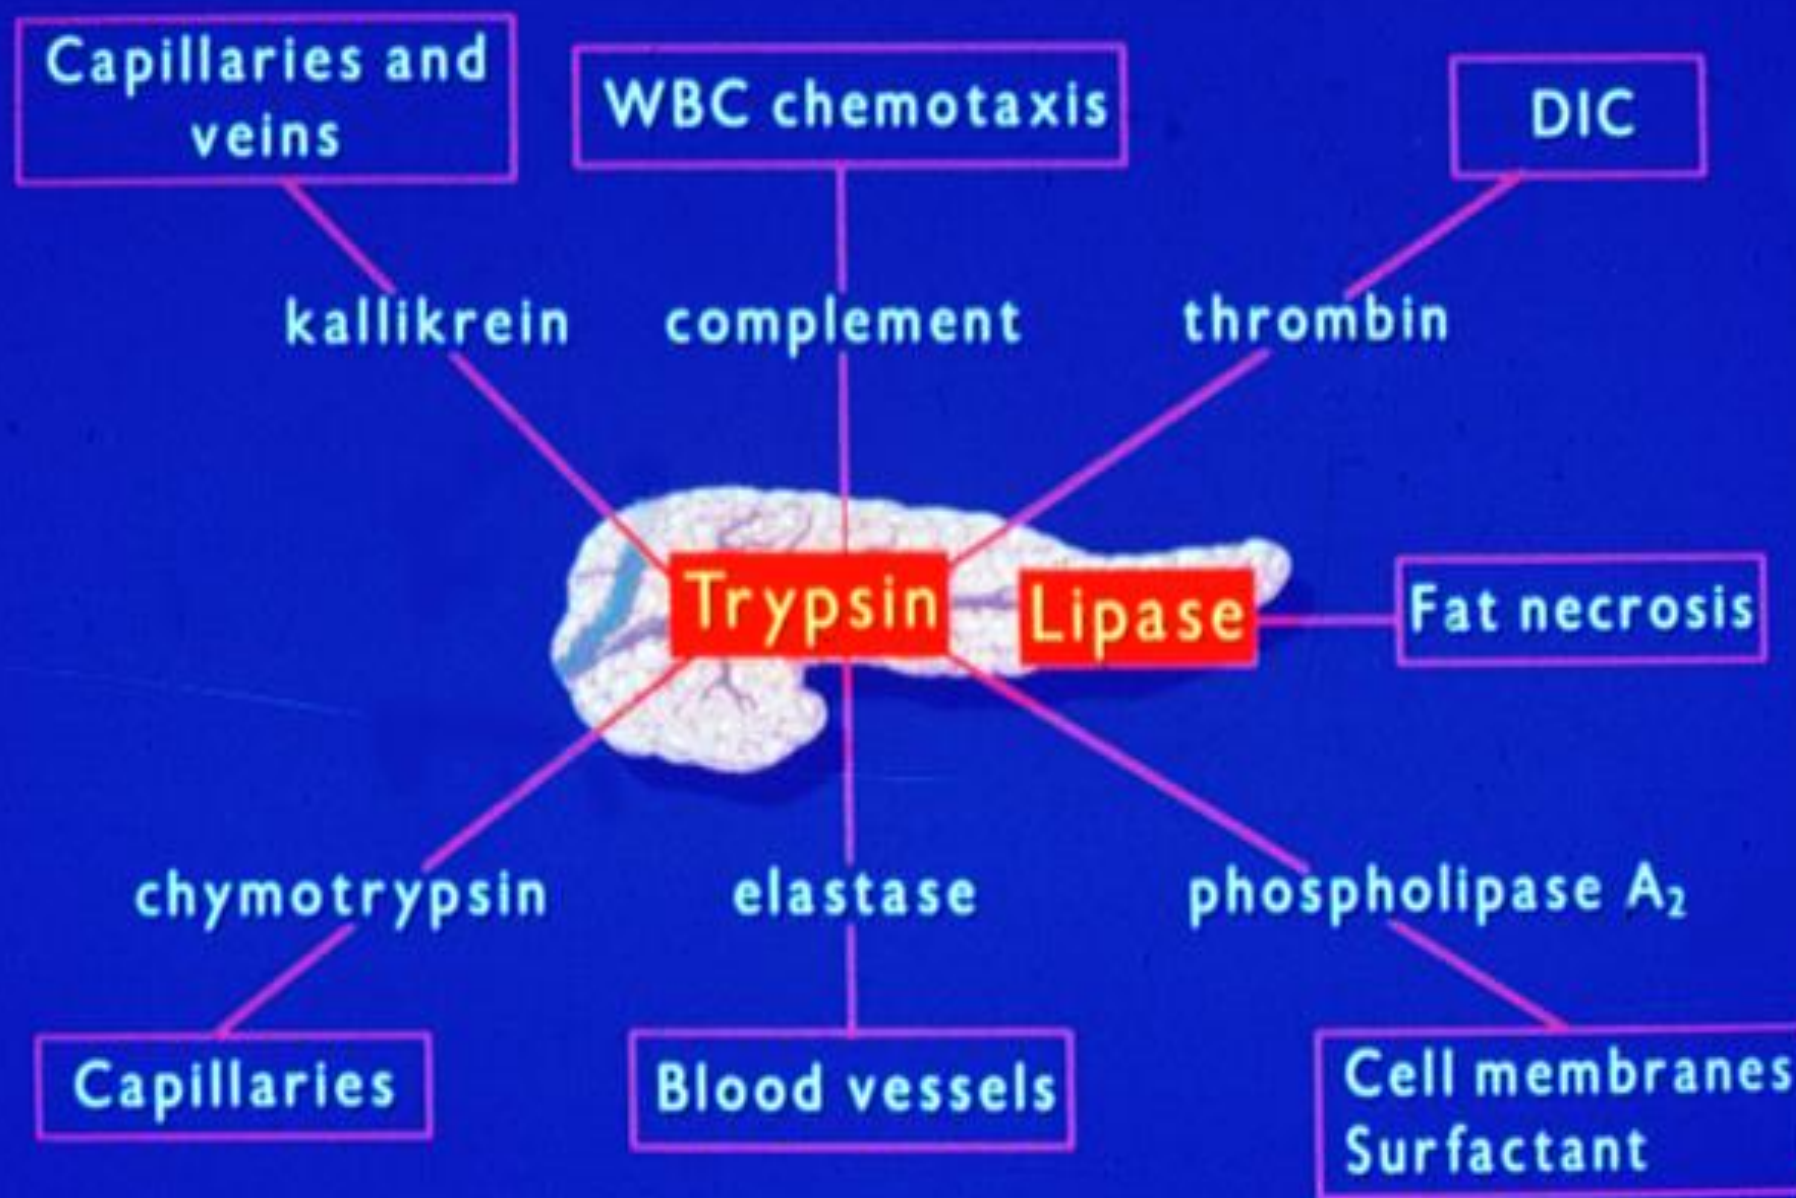 Capillaries and
veins
WBC chemotaxis
DIC
kallikrein
complement
thrombin
Trypsin
Lipase
Fat necrosis
chymotrypsin
elastase
phospholipase A₂
Capillaries
Blood vessels
Cell membranes
Surfactant